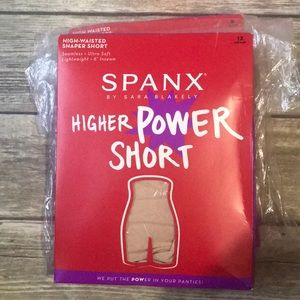 HIGH-WAISTED
SHAPER SHORT
Seamless • Ultra Soft
Lightweight • 6" Inseam
SPANX®
BY SARA BLAKELY
HIGHER POWER
SHORT
WE PUT THE POWER IN YOUR PANTIES!